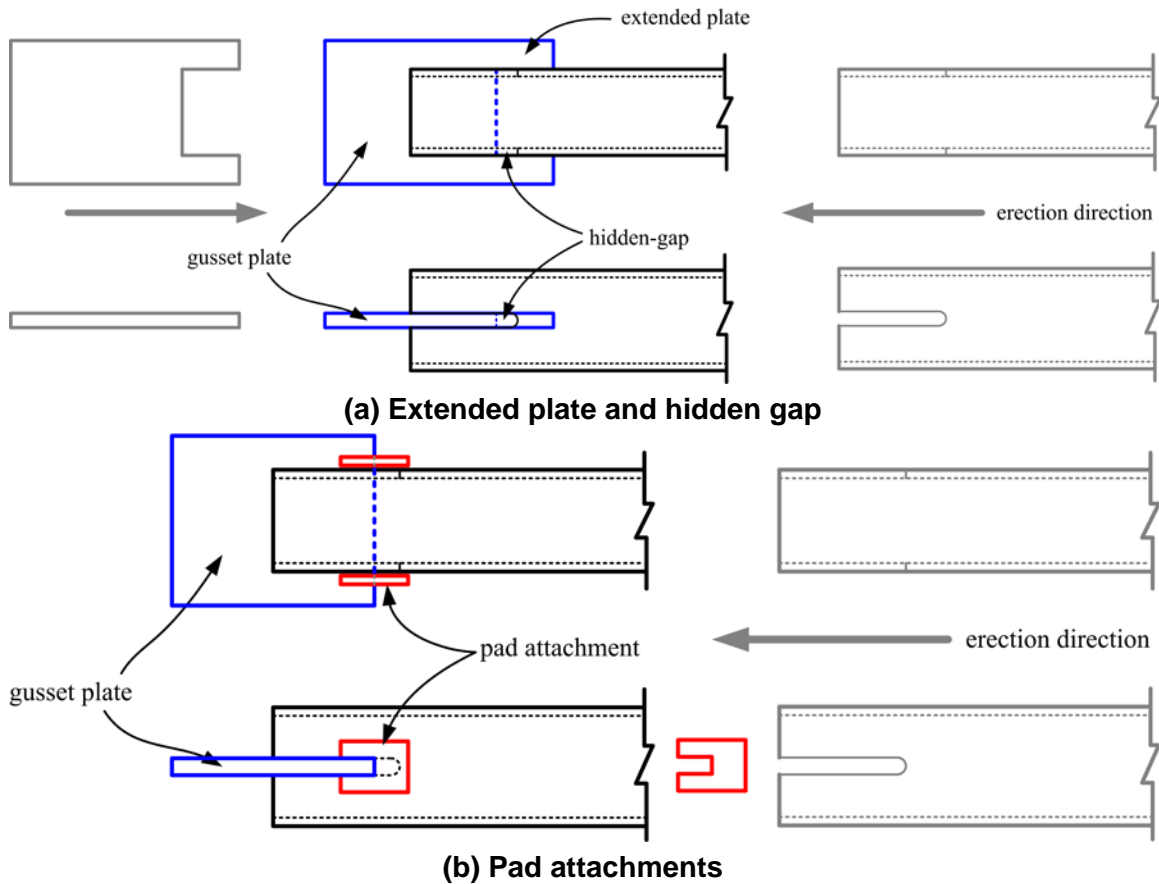 extended plate
erection direction
hidden-gap
gusset plate
(a) Extended plate and hidden gap
erection direction
pad attachment
gusset plate
(b) Pad attachments